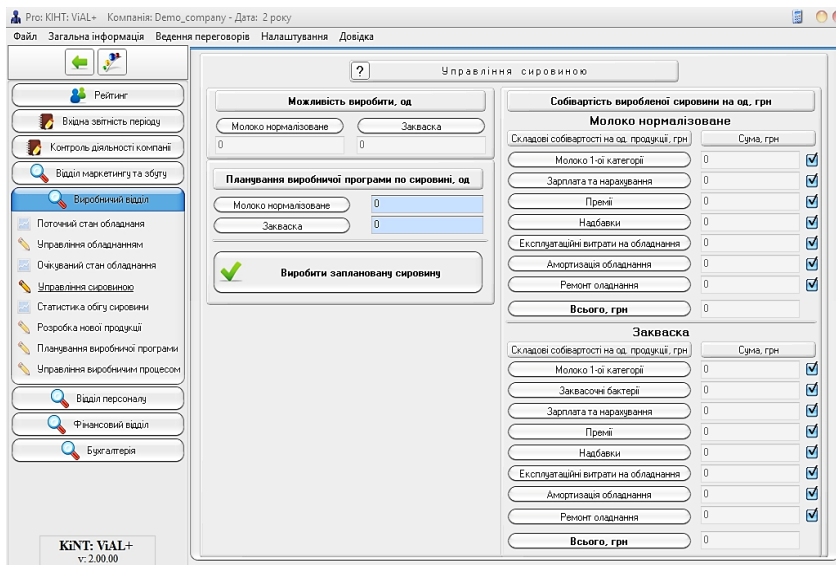 Pro: КІНТ: ViAL+ Компанія: Demo_company - Дата: 2 року
Файл Загальна інформація Ведення переговорів Налаштування Довідка
Рейтинг
Вхідна звітність періоду
Контроль діяльності компанії
Відділ маркетингу та збуту
Виробничий відділ
Поточний стан обладнаня
Управління обладнанням
Очікуваний стан обладнання
Управління сировиною
Статистика обігу сировини
Розробка нової продукції
Планування виробничої програми
Управління виробничим процесом
Відділ персоналу
Фінансовий відділ
Бухгалтерія
KiNT: ViAL+
v: 2.00.00
? Управління сировиною
Можливість виробити, од
Молоко нормалізоване Закваска
0 0
Планування виробничої програми по сировині, од
Молоко нормалізоване 0
Закваска 0
Виробити заплановану сировину
Собівартість виробленої сировини на од, грн
Молоко нормалізоване
Складові собівартості на од. продукції, грн Сума, грн
Молоко 1-ої категорії 0
Зарплата та нарахування 0
Премії 0
Надбавки 0
Експлуатаційні витрати на обладнання 0
Амортизація обладнання 0
Ремонт оладнання 0
Всього, грн 0
Закваска
Складові собівартості на од. продукції, грн Сума, грн
Молоко 1-ої категорії 0
Заквасочні бактерії 0
Зарплата та нарахування 0
Премії 0
Надбавки 0
Експлуатаційні витрати на обладнання 0
Амортизація обладнання 0
Ремонт оладнання 0
Всього, грн 0